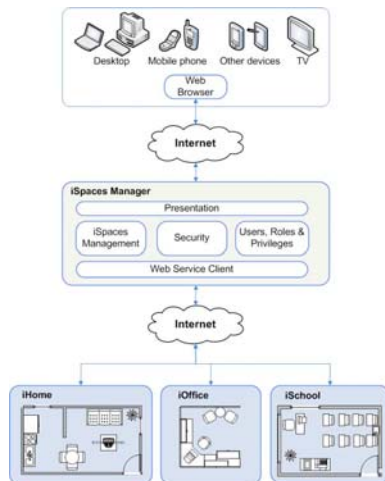 Desktop Mobile phone Other devices TV
Web
Browser
Internet
iSpaces Manager
Presentation
iSpaces
Management
Security
Users, Roles &
Privileges
Web Service Client
Internet
iHome
iOffice
iSchool